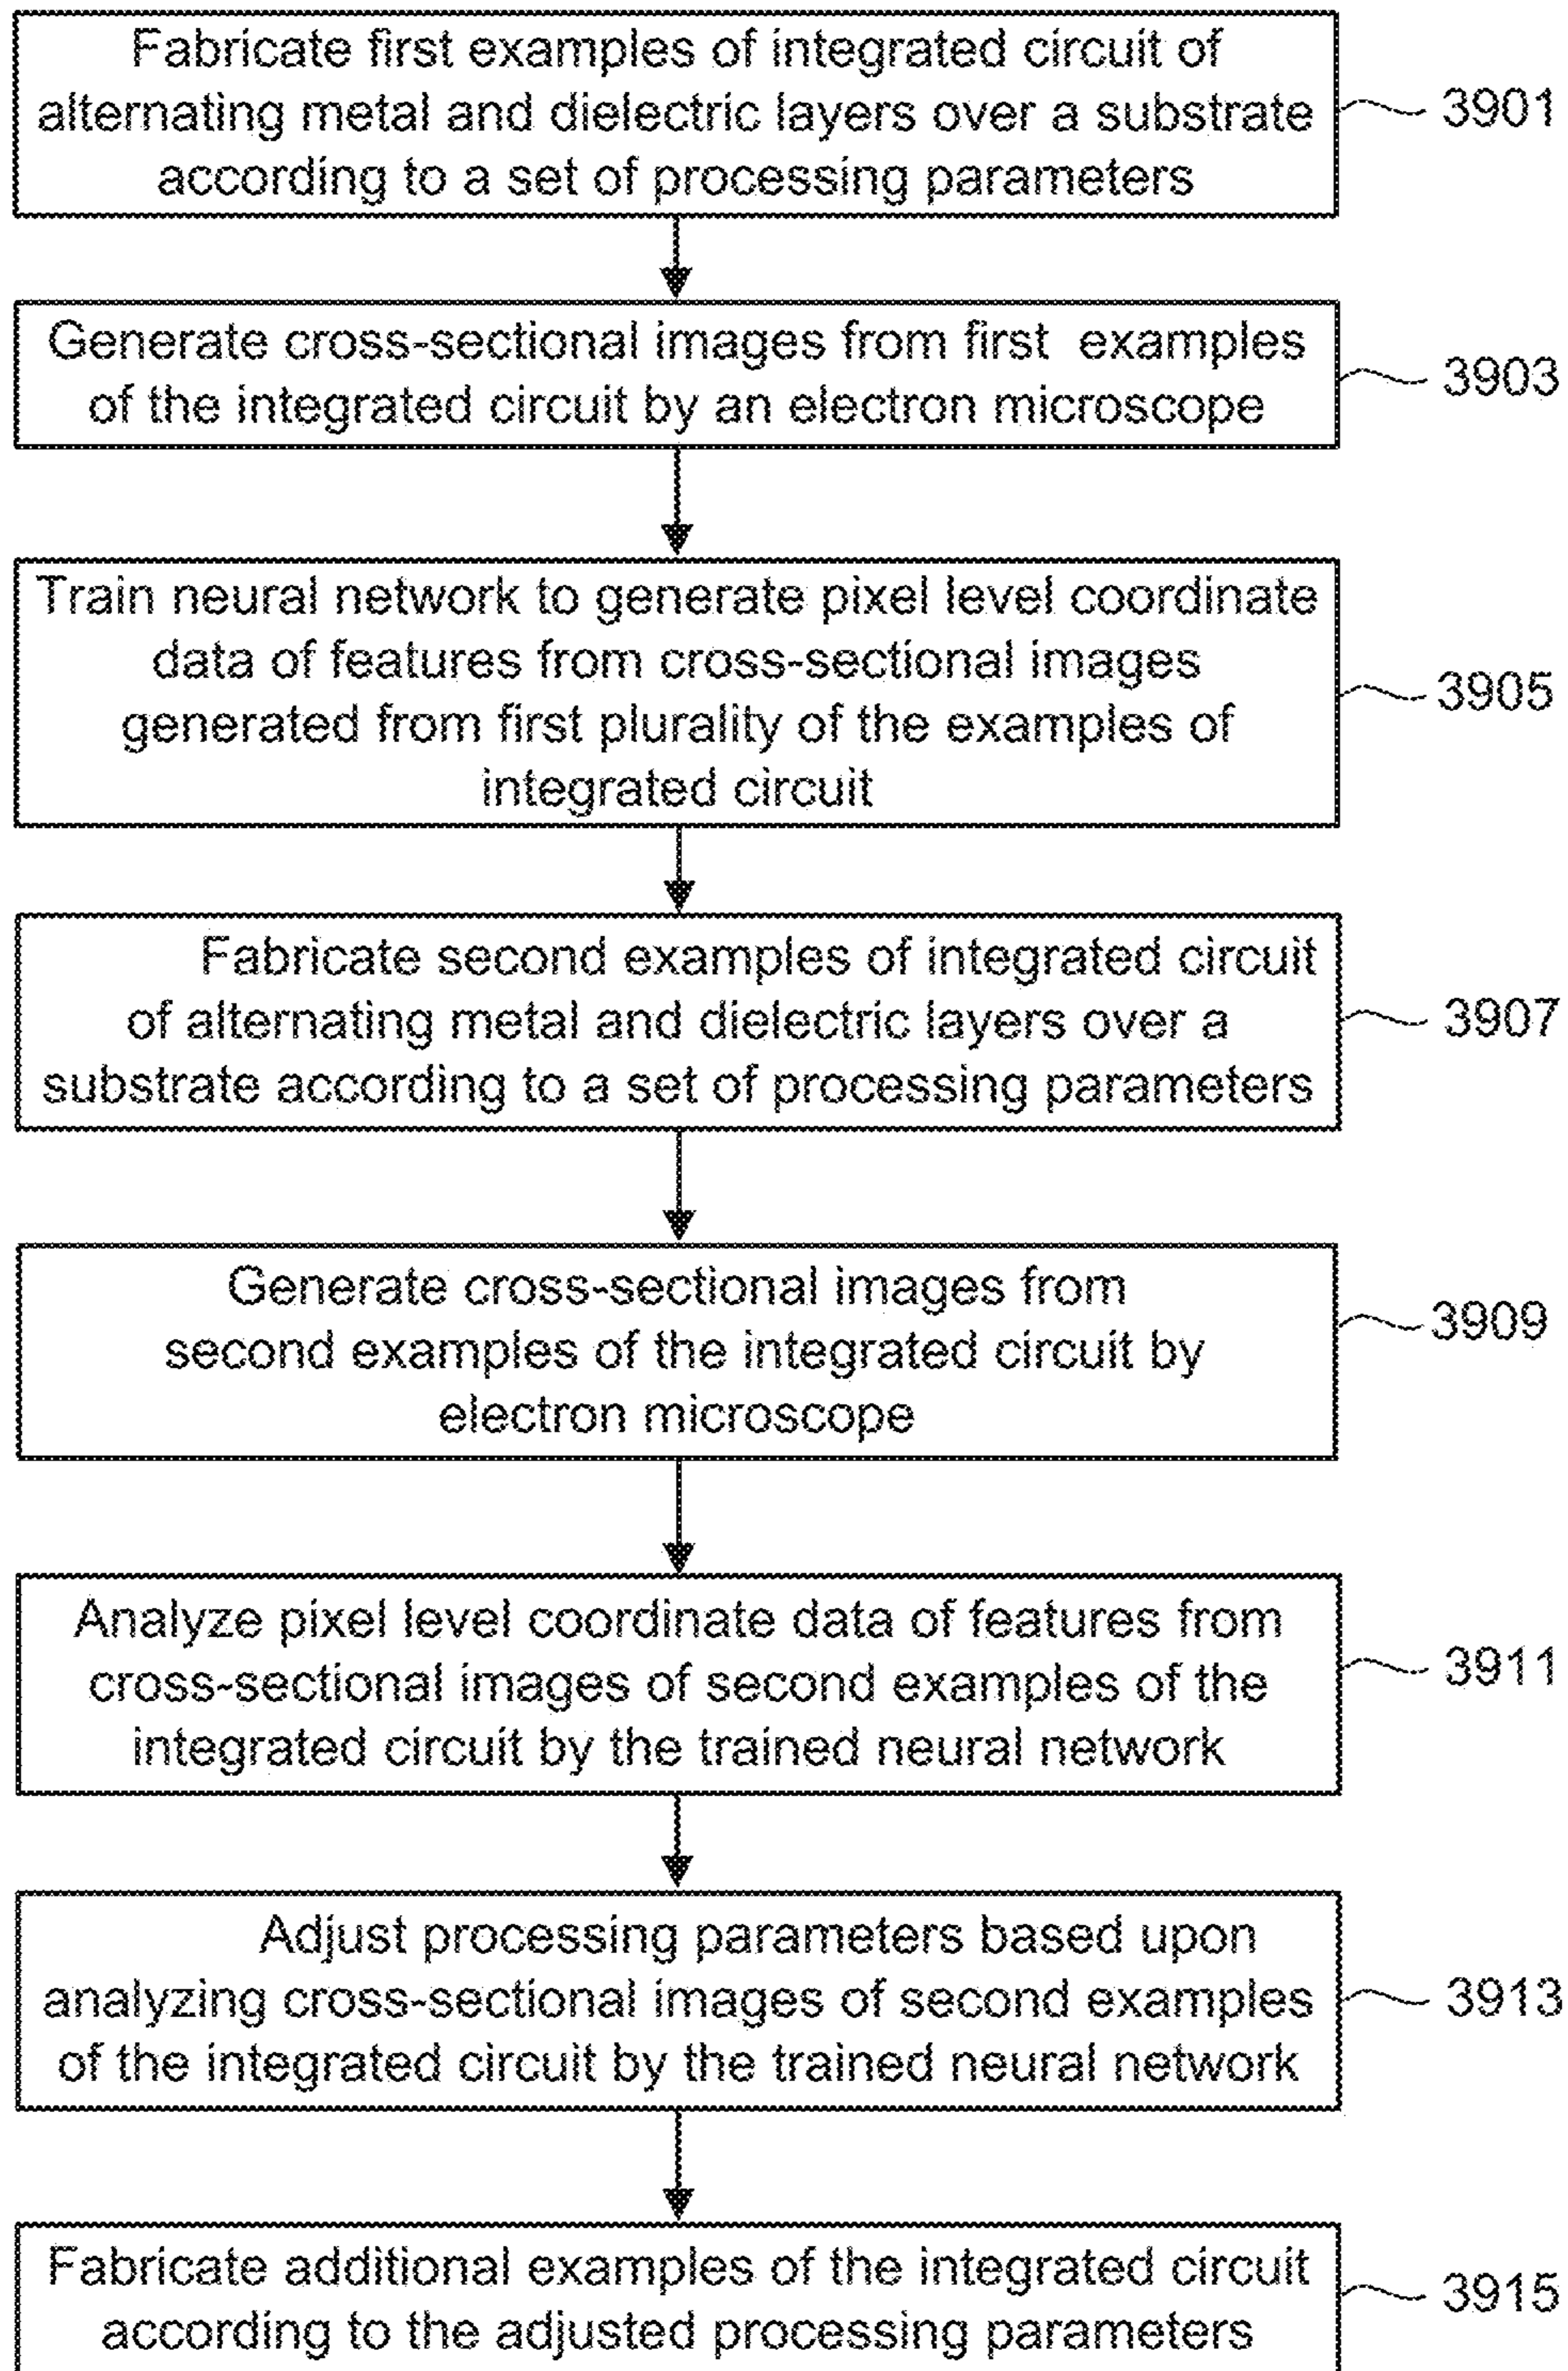 Fabricate first examples of integrated circuit of
alternating metal and dielectric layers over a substrate
according to a set of processing parameters
3901
Generate cross-sectional images from first examples
of the integrated circuit by an electron microscope
3903
Train neural network to generate pixel level coordinate
data of features from cross-sectional images
generated from first plurality of the examples of
integrated circuit
3905
Fabricate second examples of integrated circuit
of alternating metal and dielectric layers over a
substrate according to a set of processing parameters
3907
Generate cross-sectional images from
second examples of the integrated circuit by
electron microscope
3909
Analyze pixel level coordinate data of features from
cross-sectional images of second examples of the
integrated circuit by the trained neural network
3911
Adjust processing parameters based upon
analyzing cross-sectional images of second examples
of the integrated circuit by the trained neural network
3913
Fabricate additional examples of the integrated circuit
according to the adjusted processing parameters
3915